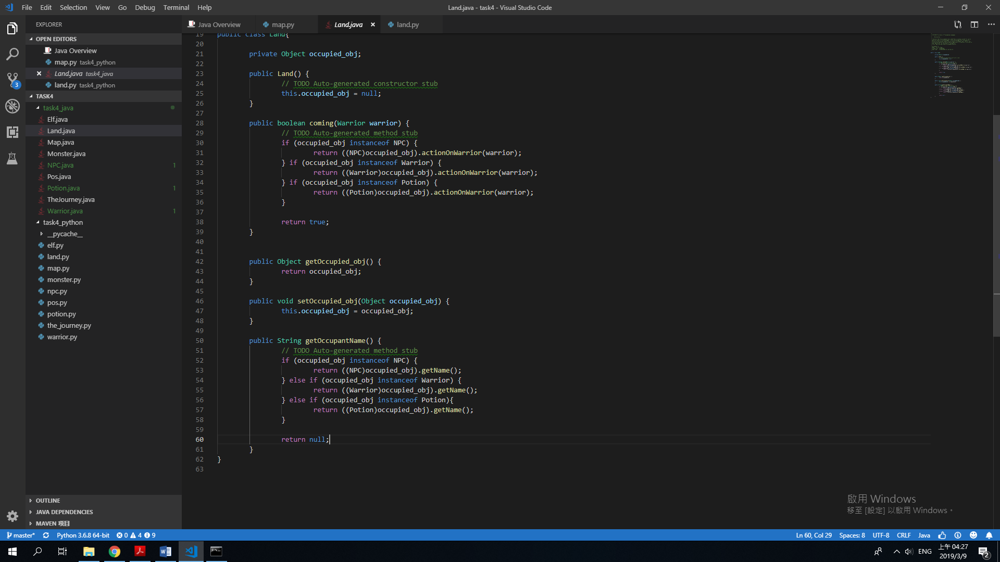 File Edit Selection View Go Debug Terminal Help
Land.java - task4 - Visual Studio Code
EXPLORER
OPEN EDITORS
Java Overview
map.py task4_python
Land.java task4_java
land.py task4_python
TASK4
task4_java
Elf.java
Land.java
Map.java
Monster.java
NPC.java 1
Pos.java
Potion.java 1
TheJourney.java
Warrior.java 1
task4_python
__pycache__
elf.py
land.py
map.py
monster.py
npc.py
pos.py
potion.py
the_journey.py
warrior.py
OUTLINE
JAVA DEPENDENCIES
MAVEN 项目
3
Java Overview map.py Land.java land.py
19 public class Land{
20
21 private Object occupied_obj;
22
23 public Land() {
24 // TODO Auto-generated constructor stub
25 this.occupied_obj = null;
26 }
27
28 public boolean coming(Warrior warrior) {
29 // TODO Auto-generated method stub
30 if (occupied_obj instanceof NPC) {
31 return ((NPC)occupied_obj).actionOnWarrior(warrior);
32 } if (occupied_obj instanceof Warrior) {
33 return ((Warrior)occupied_obj).actionOnWarrior(warrior);
34 } if (occupied_obj instanceof Potion) {
35 return ((Potion)occupied_obj).actionOnWarrior(warrior);
36 }
37
38 return true;
39 }
40
41
42 public Object getOccupied_obj() {
43 return occupied_obj;
44 }
45
46 public void setOccupied_obj(Object occupied_obj) {
47 this.occupied_obj = occupied_obj;
48 }
49
50 public String getOccupantName() {
51 // TODO Auto-generated method stub
52 if (occupied_obj instanceof NPC) {
53 return ((NPC)occupied_obj).getName();
54 } else if (occupied_obj instanceof Warrior) {
55 return ((Warrior)occupied_obj).getName();
56 } else if (occupied_obj instanceof Potion){
57 return ((Potion)occupied_obj).getName();
58 }
59
60 return null;
61 }
62 }
63
啟用 Windows
移至 [設定] 以啟用 Windows。
master* Python 3.6.8 64-bit 0 4 9 Ln 60, Col 29 Spaces: 8 UTF-8 CRLF Java
ENG
上午 04:27
2019/3/9
2